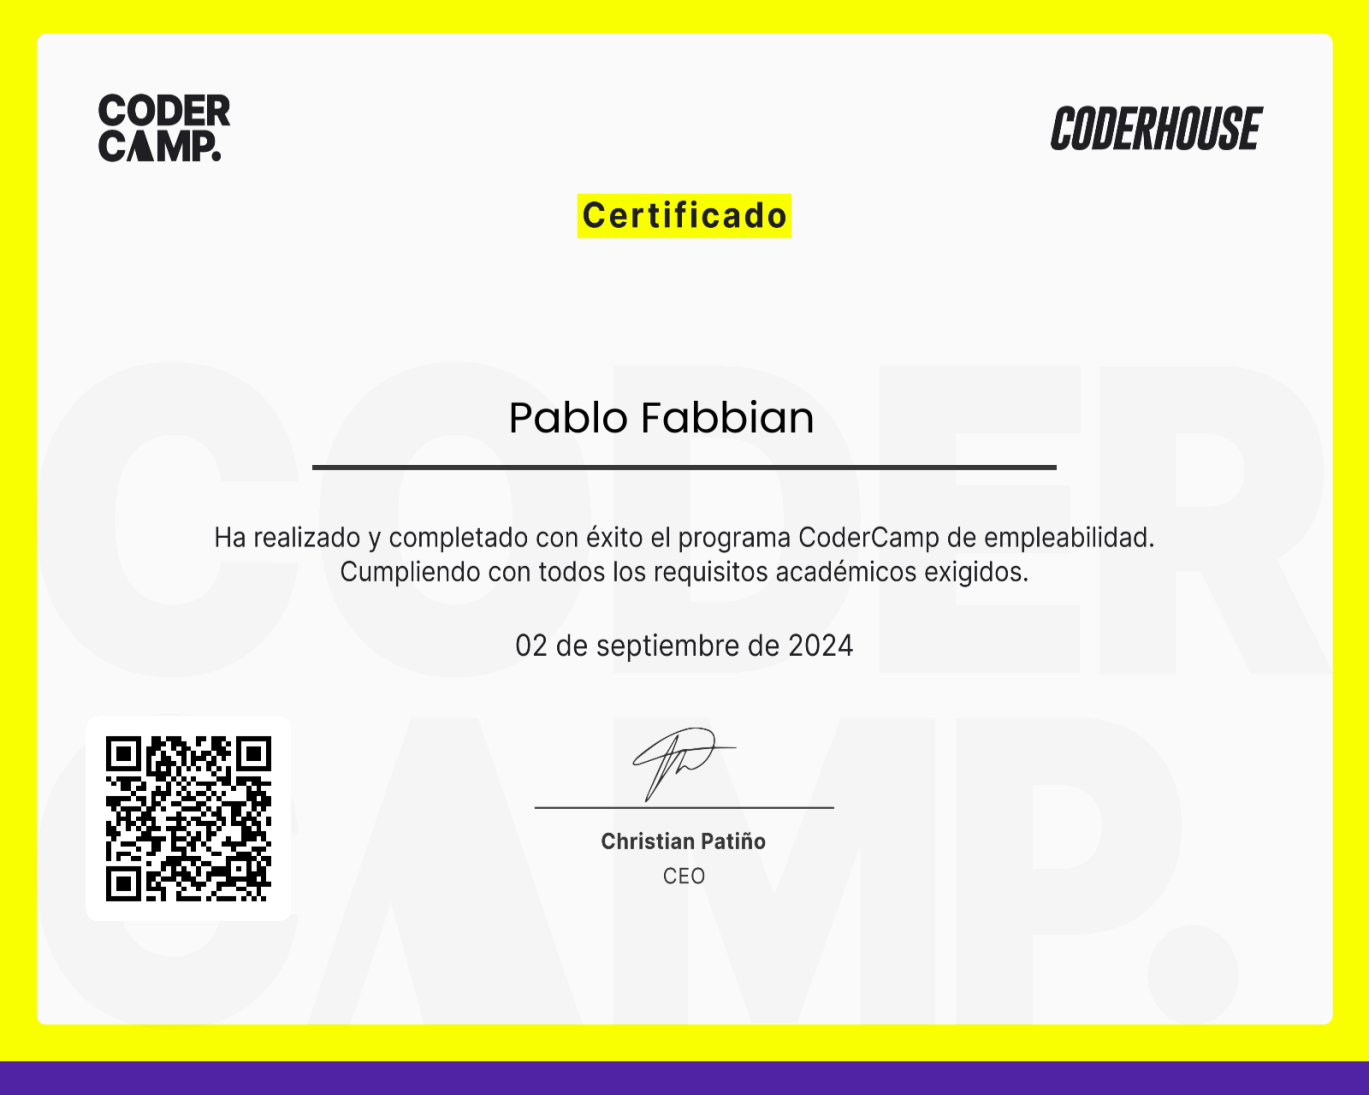 CODER
CAMP.
CODERHOUSE
Certificado
Pablo Fabbian
Ha realizado y completado con éxito el programa CoderCamp de empleabilidad.
Cumpliendo con todos los requisitos académicos exigidos.
02 de septiembre de 2024
Christian Patiño
CEO
CODER
CAMP.